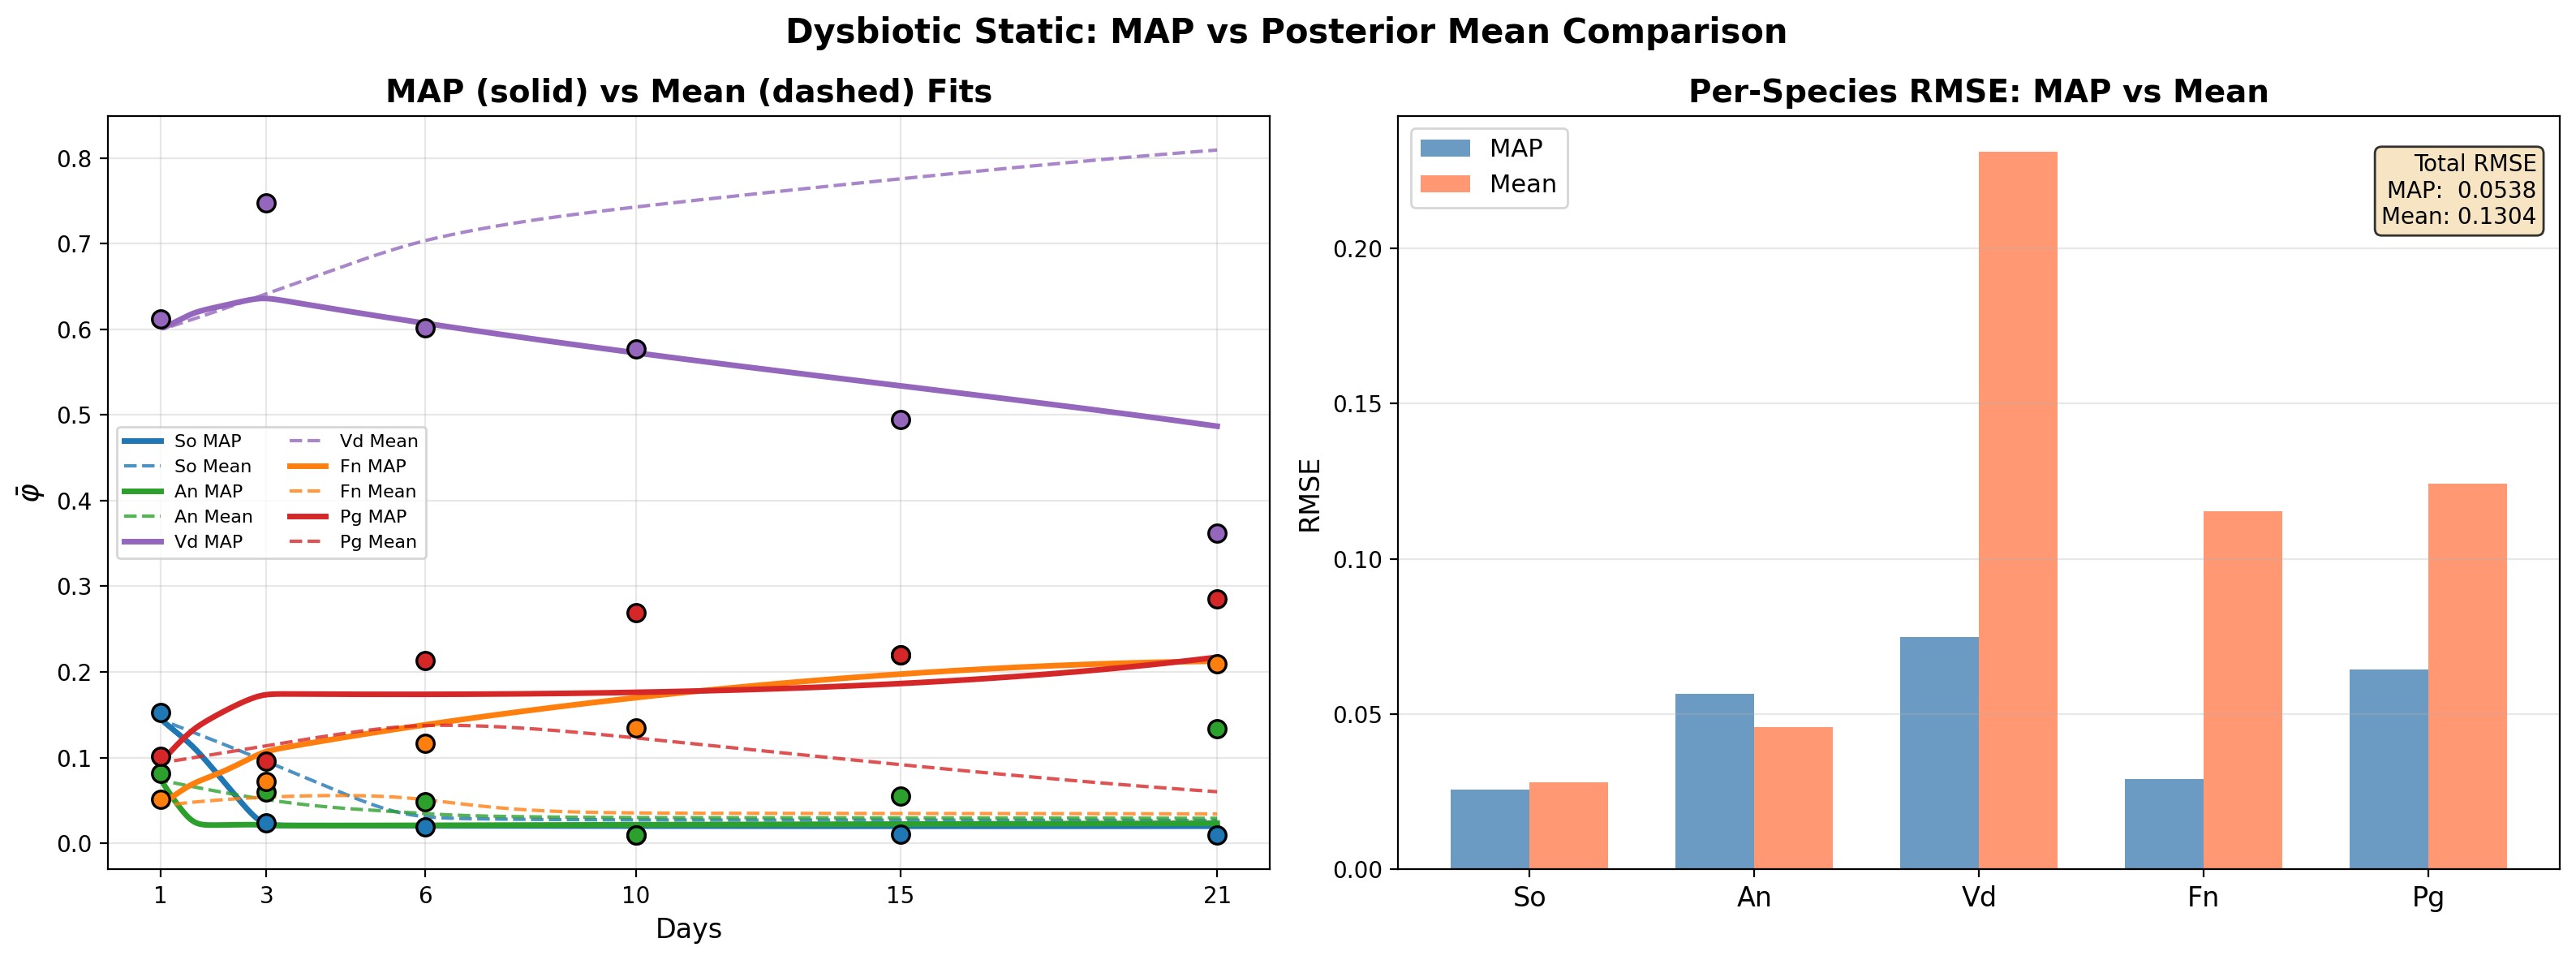 Dysbiotic Static: MAP vs Posterior Mean Comparison
MAP (solid) vs Mean (dashed) Fits
0.8
0.7
0.6
0.5
0.4
0.3
0.2
0.1
0.0
φ̄
So MAP
So Mean
An MAP
An Mean
Vd MAP
Vd Mean
Fn MAP
Fn Mean
Pg MAP
Pg Mean
1 3 6 10 15 21
Days
Per-Species RMSE: MAP vs Mean
MAP
Mean
Total RMSE
MAP: 0.0538
Mean: 0.1304
0.20
0.15
0.10
0.05
0.00
RMSE
So An Vd Fn Pg